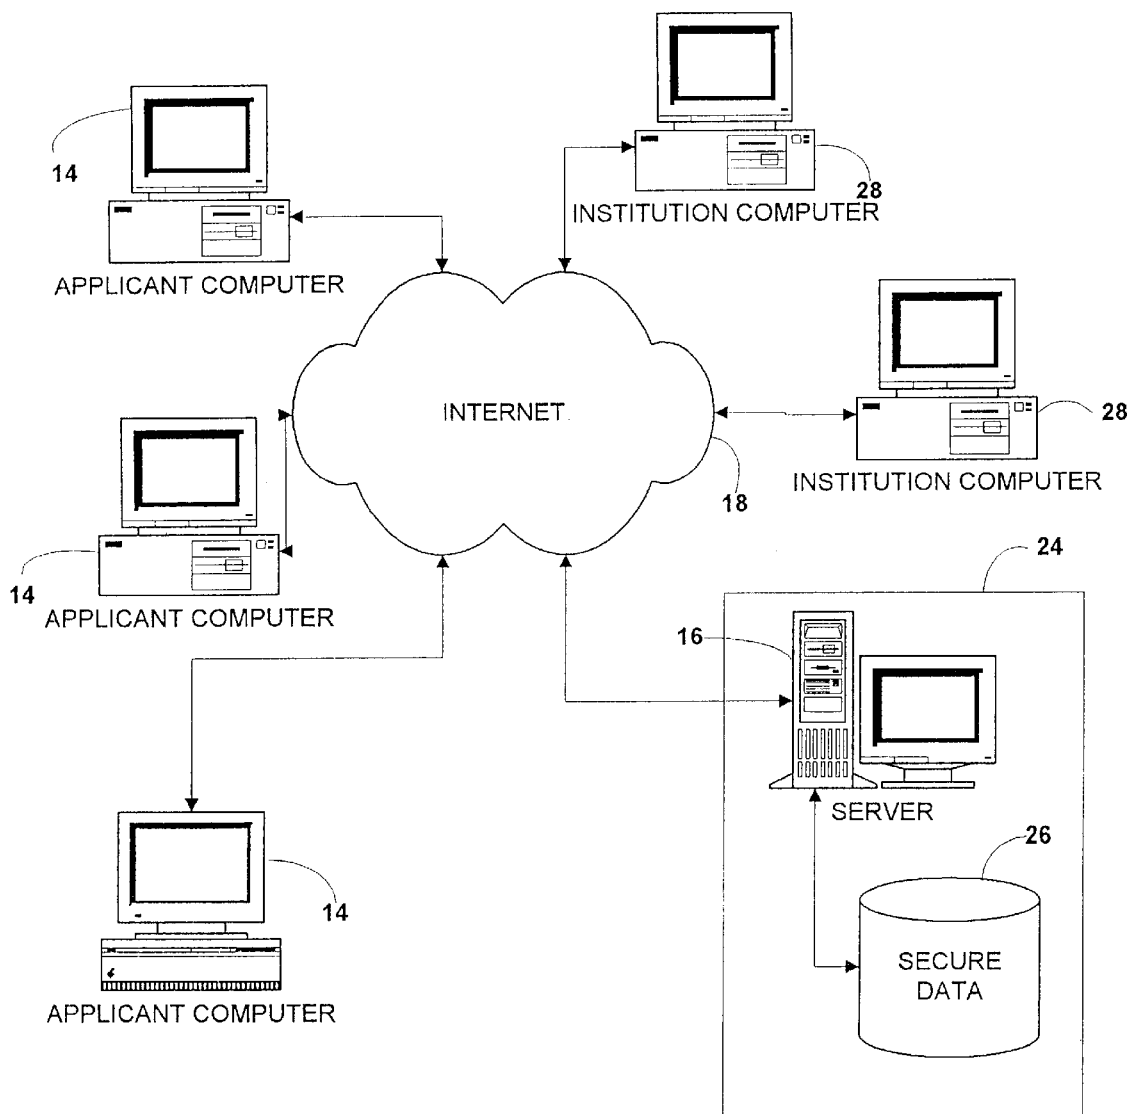 14
APPLICANT COMPUTER
28
INSTITUTION COMPUTER
INTERNET
18
28
INSTITUTION COMPUTER
14
APPLICANT COMPUTER
24
16
SERVER
14
APPLICANT COMPUTER
26
SECURE
DATA